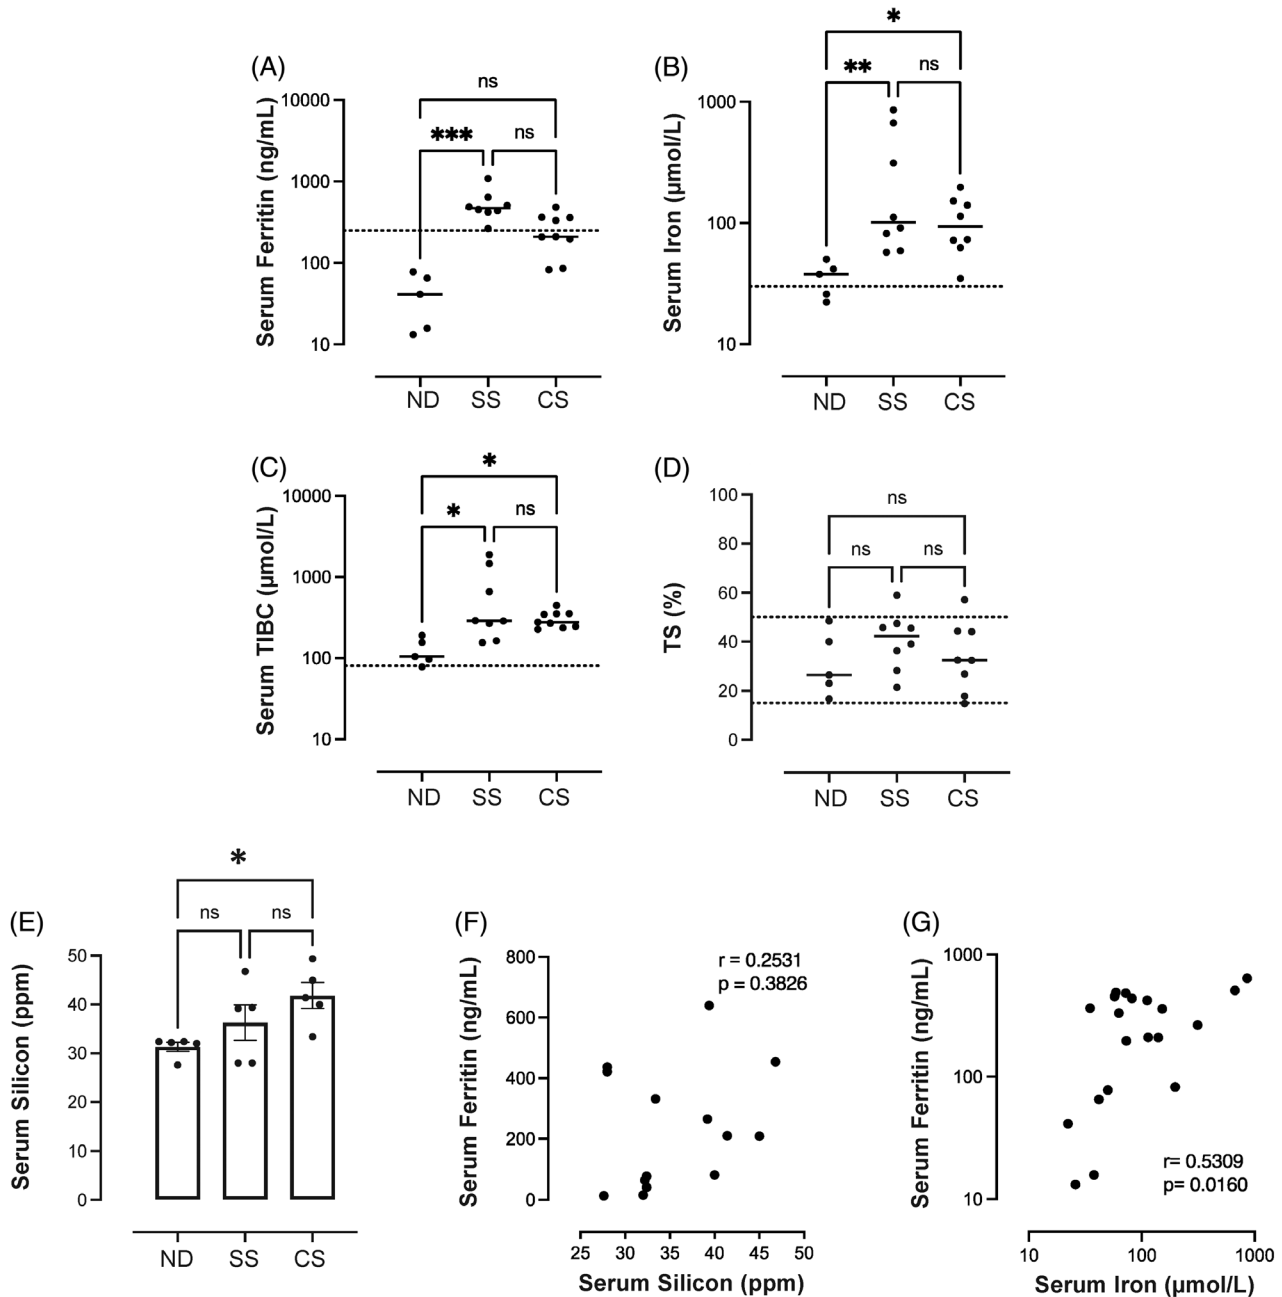 (A)
Serum Ferritin (ng/mL)
10000
1000
100
10
ns
***
ns
ND SS CS
(B)
Serum Iron (µmol/L)
1000
100
10
*
**
ns
ND SS CS
(C)
Serum TIBC (µmol/L)
10000
1000
100
10
*
*
ns
ND SS CS
(D)
TS (%)
100
80
60
40
20
0
ns
ns
ns
ND SS CS
(E)
Serum Silicon (ppm)
50
40
30
20
10
0
*
ns
ns
ND SS CS
(F)
Serum Ferritin (ng/mL)
800
600
400
200
0
r = 0.2531
p = 0.3826
25 30 35 40 45 50
Serum Silicon (ppm)
(G)
Serum Ferritin (ng/mL)
1000
100
10
r= 0.5309
p= 0.0160
10 100 1000
Serum Iron (µmol/L)